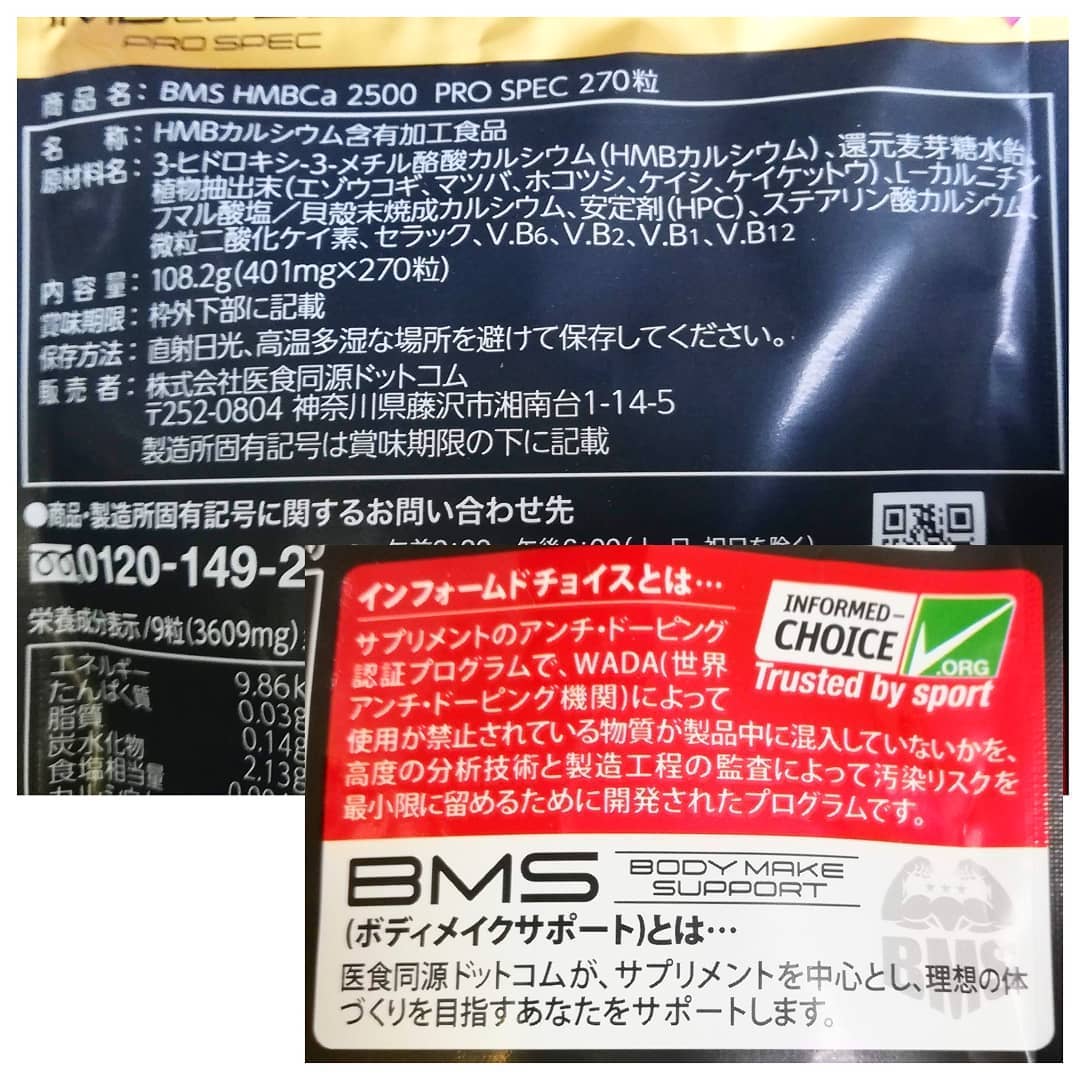 PRO SPEC
商品名：BMS HMBCa 2500 PRO SPEC 270粒
名称：HMBカルシウム含有加工食品
原材料名：3-ヒドロキシ-3-メチル酪酸カルシウム(HMBカルシウム)、還元麦芽糖水飴、
植物抽出末(エゾウコギ、マツバ、ホコツシ、ケイシ、ケイケットウ)、L-カルニチン
フマル酸塩／貝殻末焼成カルシウム、安定剤(HPC)、ステアリン酸カルシウム、
微粒二酸化ケイ素、セラック、V.B6、V.B2、V.B1、V.B12
内容量：108.2g(401mg×270粒)
賞味期限：枠外下部に記載
保存方法：直射日光、高温多湿な場所を避けて保存してください。
販売者：株式会社医食同源ドットコム
〒252-0804 神奈川県藤沢市湘南台1-14-5
製造所固有記号は賞味期限の下に記載
●商品・製造所固有記号に関するお問い合わせ先
0120-149-2
栄養成分表示/9粒(3609mg)
エネルギー 9.86k
たんぱく質 0.03g
脂質 0.14g
炭水化物 2.13g
食塩相当量
インフォームドチョイスとは…
サプリメントのアンチ・ドーピング
認証プログラムで、WADA(世界
アンチ・ドーピング機関)によって
使用が禁止されている物質が製品中に混入していないかを、
高度の分析技術と製造工程の監査によって汚染リスクを
最小限に留めるために開発されたプログラムです。
INFORMED-
CHOICE
.ORG
Trusted by sport
BMS BODY MAKE
SUPPORT
(ボディメイクサポート)とは…
医食同源ドットコムが、サプリメントを中心とし、理想の体
づくりを目指すあなたをサポートします。
BMS